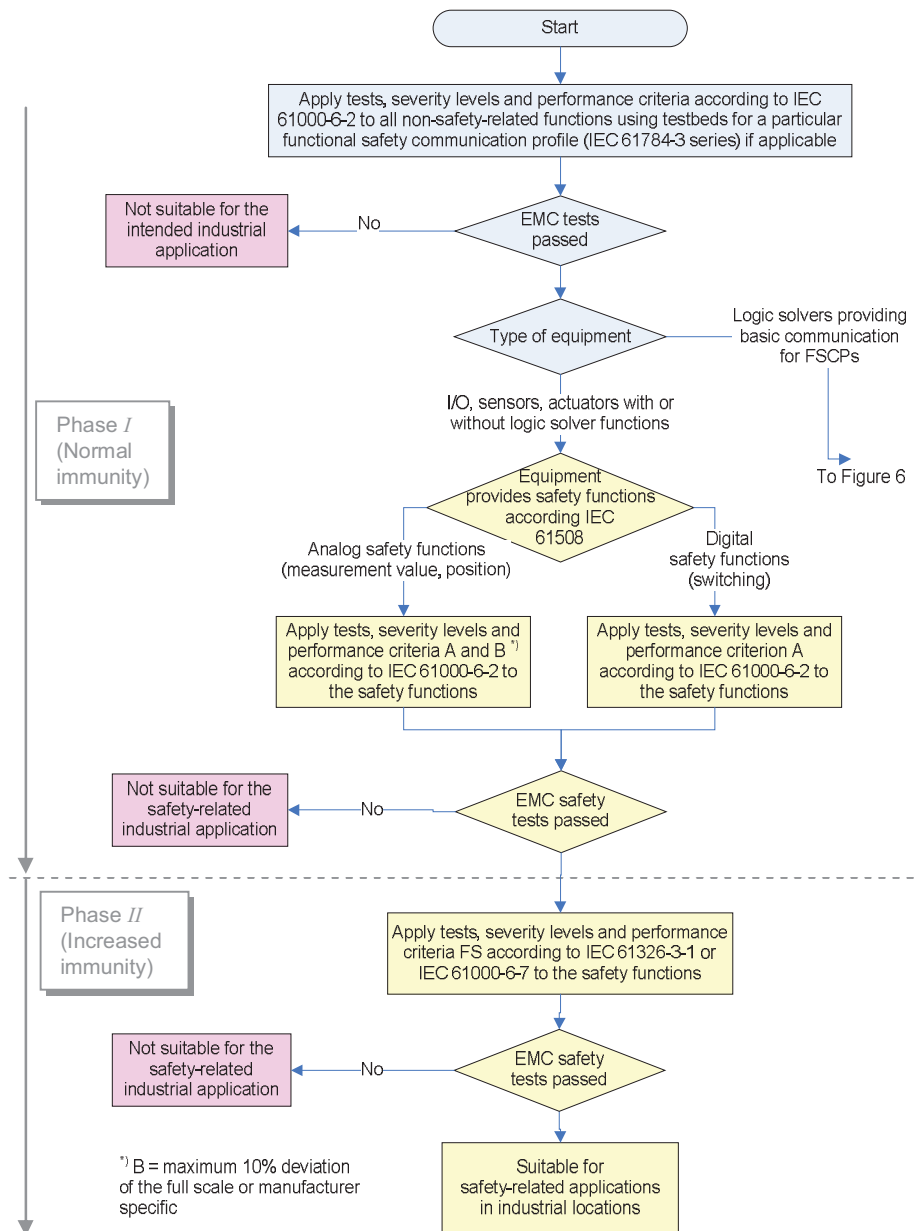 Start
Apply tests, severity levels and performance criteria according to IEC
61000-6-2 to all non-safety-related functions using testbeds for a particular
functional safety communication profile (IEC 61784-3 series) if applicable
Not suitable for the
intended industrial
application
No
EMC tests
passed
Type of equipment
Logic solvers providing
basic communication
for FSCPs
I/O, sensors, actuators with or
without logic solver functions
To Figure 6
Phase I
(Normal
immunity)
Equipment
provides safety functions
according IEC
61508
Analog safety functions
(measurement value, position)
Digital
safety functions
(switching)
Apply tests, severity levels and
performance criteria A and B *)
according to IEC 61000-6-2 to
the safety functions
Apply tests, severity levels and
performance criterion A
according to IEC 61000-6-2 to
the safety functions
Not suitable for the
safety-related
industrial application
No
EMC safety
tests passed
Phase II
(Increased
immunity)
Apply tests, severity levels and performance
criteria FS according to IEC 61326-3-1 or
IEC 61000-6-7 to the safety functions
Not suitable for the
safety-related
industrial application
No
EMC safety
tests passed
*) B = maximum 10% deviation
of the full scale or manufacturer
specific
Suitable for
safety-related applications
in industrial locations